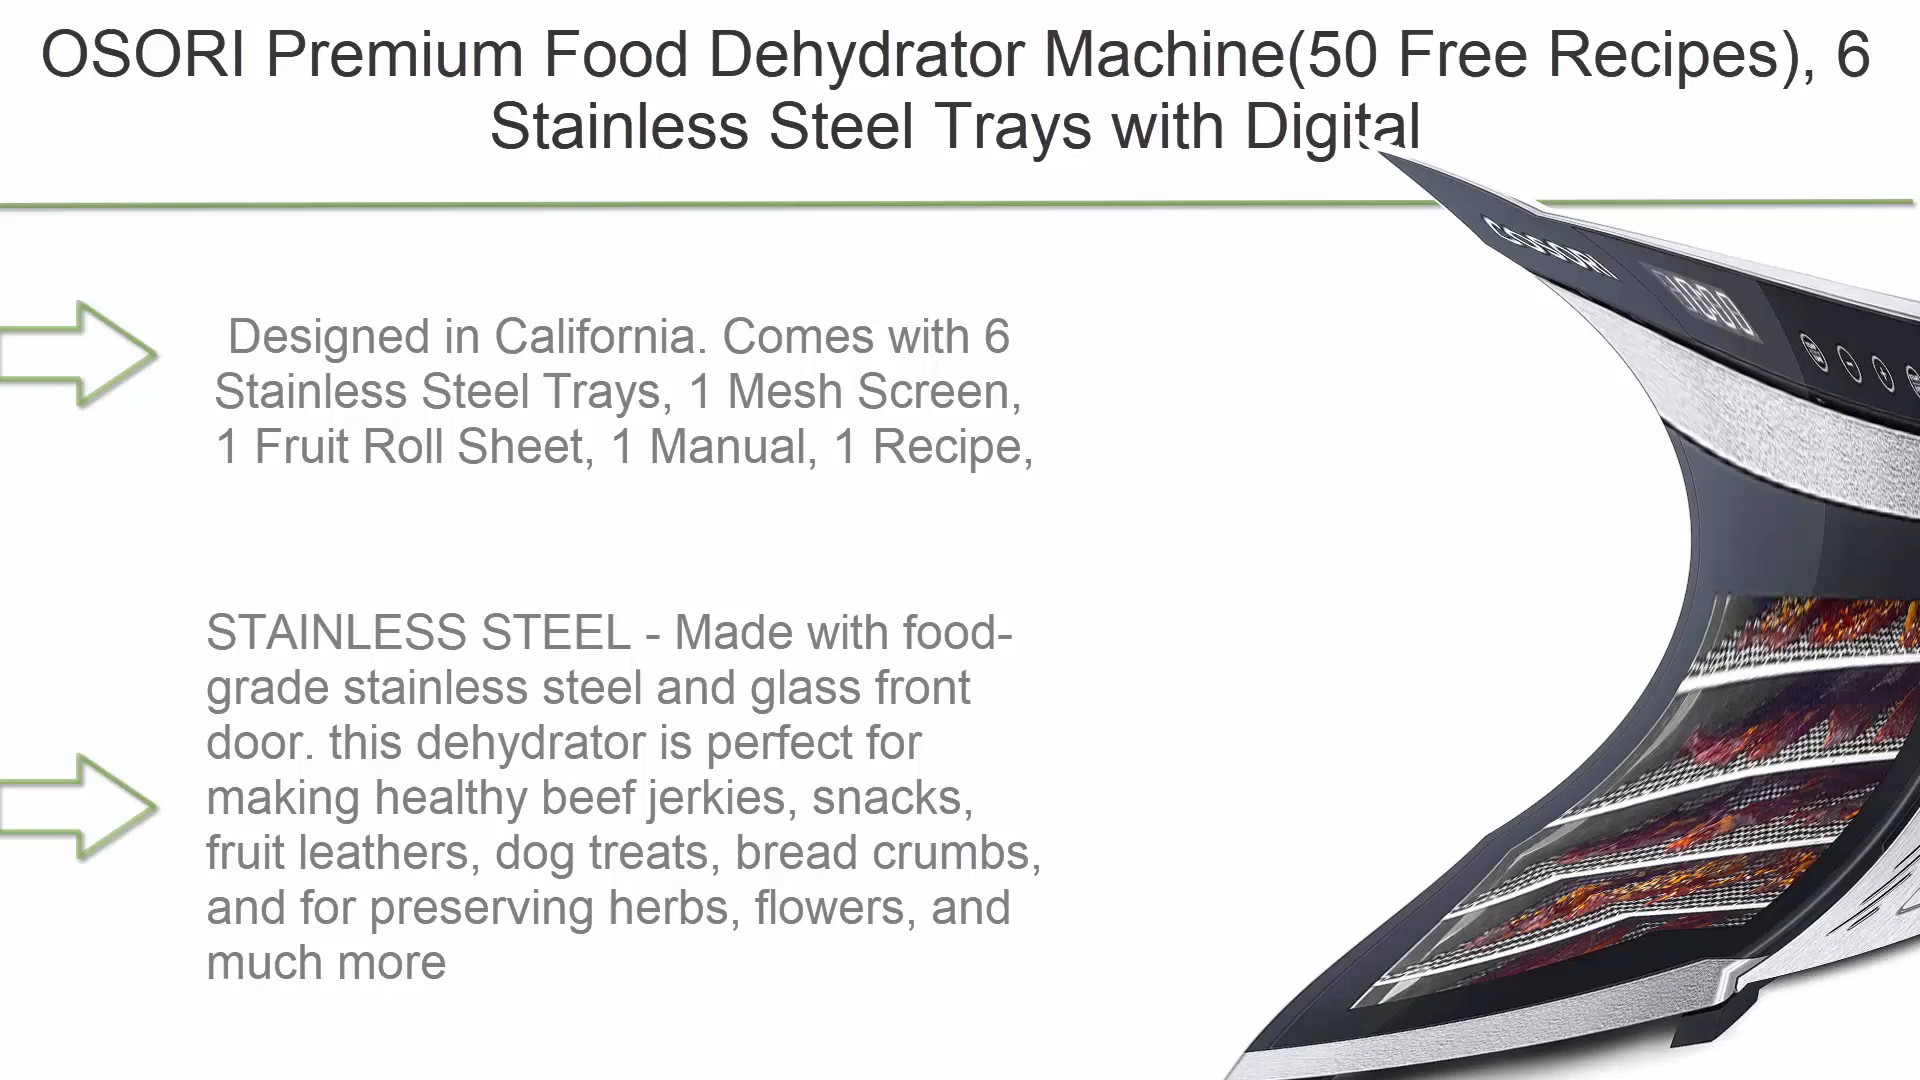 OSORI Premium Food Dehydrator Machine(50 Free Recipes), 6
Stainless Steel Trays with Digital
COSORI
Designed in California. Comes with 6
Stainless Steel Trays, 1 Mesh Screen,
1 Fruit Roll Sheet, 1 Manual, 1 Recipe,
STAINLESS STEEL - Made with food-
grade stainless steel and glass front
door. this dehydrator is perfect for
making healthy beef jerkies, snacks,
fruit leathers, dog treats, bread crumbs,
and for preserving herbs, flowers, and
much more